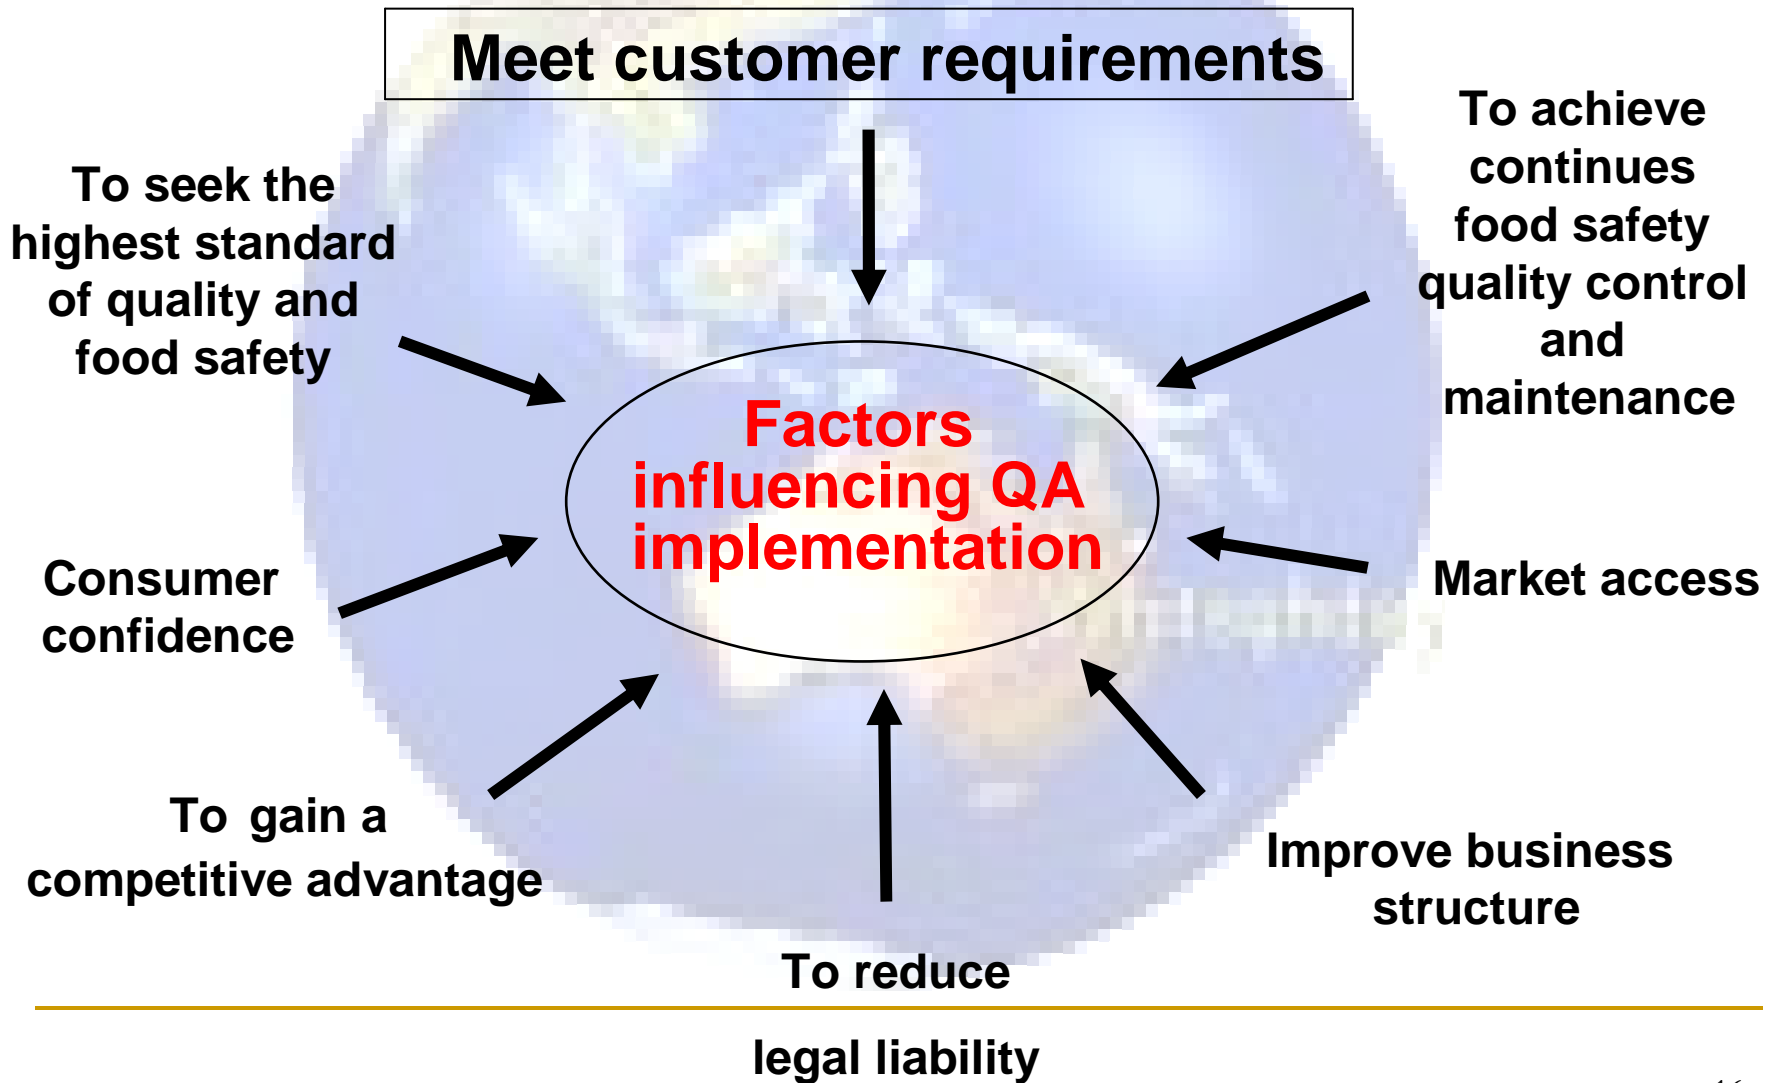 Meet customer requirements
To achieve
continues
food safety
quality control
and
maintenance
To seek the
highest standard
of quality and
food safety
Factors
influencing QA
implementation
Consumer
confidence
Market access
To gain a
competitive advantage
Improve business
structure
To reduce
legal liability